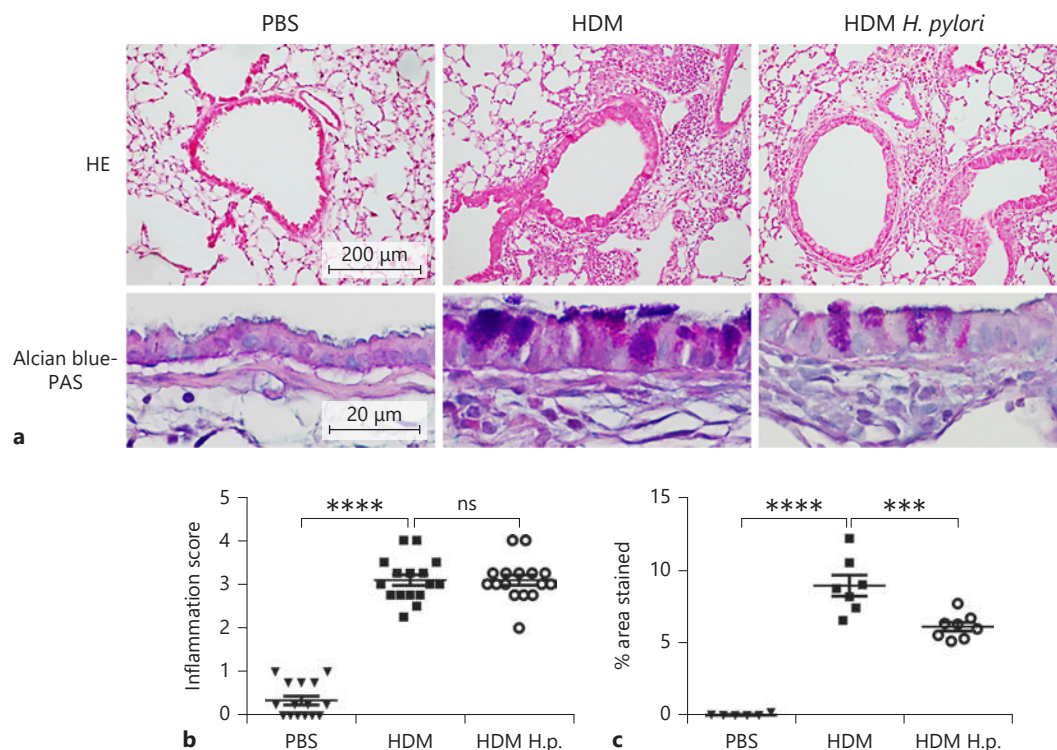 PBS HDM HDM H. pylori
HE
200 µm
Alcian blue-
PAS
20 µm
a
Inflammation score
5
4
3
2
1
0
****
ns
PBS HDM HDM H.p.
b
% area stained
15
10
5
0
****
***
PBS HDM HDM H.p.
c